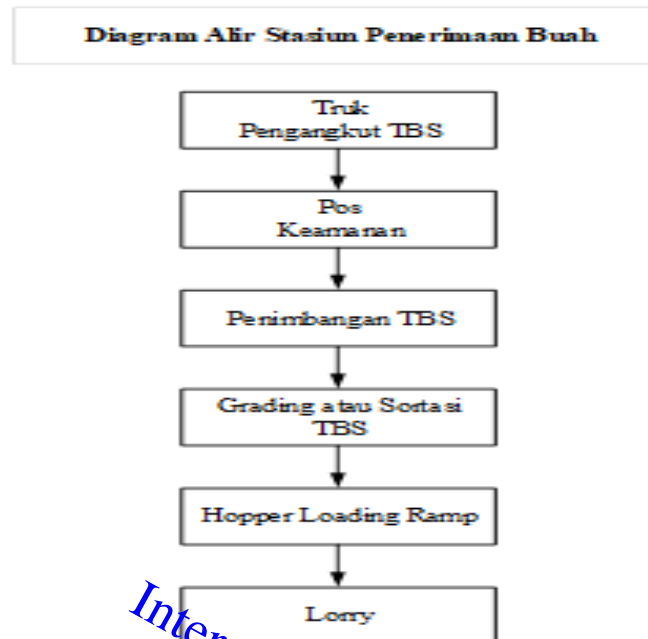 Diagram Alir Stasiun Penerimaan Buah
Truk
Pengangkut TBS
Pos
Keamanan
Penimbangan TBS
Grading atau Sortasi
TBS
Hopper Loading Ramp
Lorry